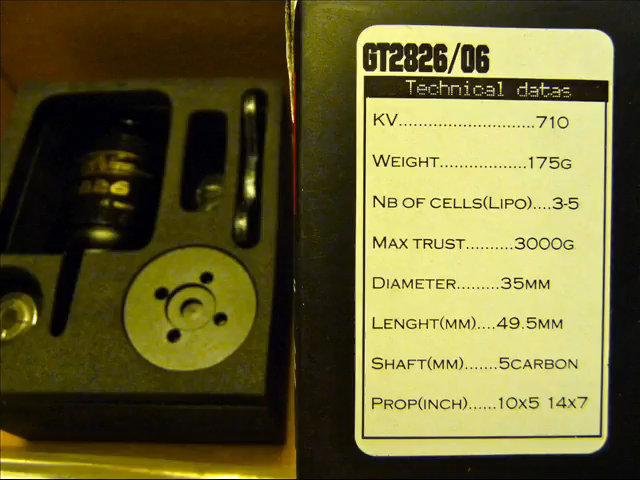 GT2826/06
Technical datas
KV............................710
WEIGHT..................175G
NB OF CELLS(LIPO)....3-5
MAX TRUST..........3000G
DIAMETER.........35MM
LENGHT(MM)....49.5MM
SHAFT(MM).......5CARBON
PROP(INCH)......10X5 14X7